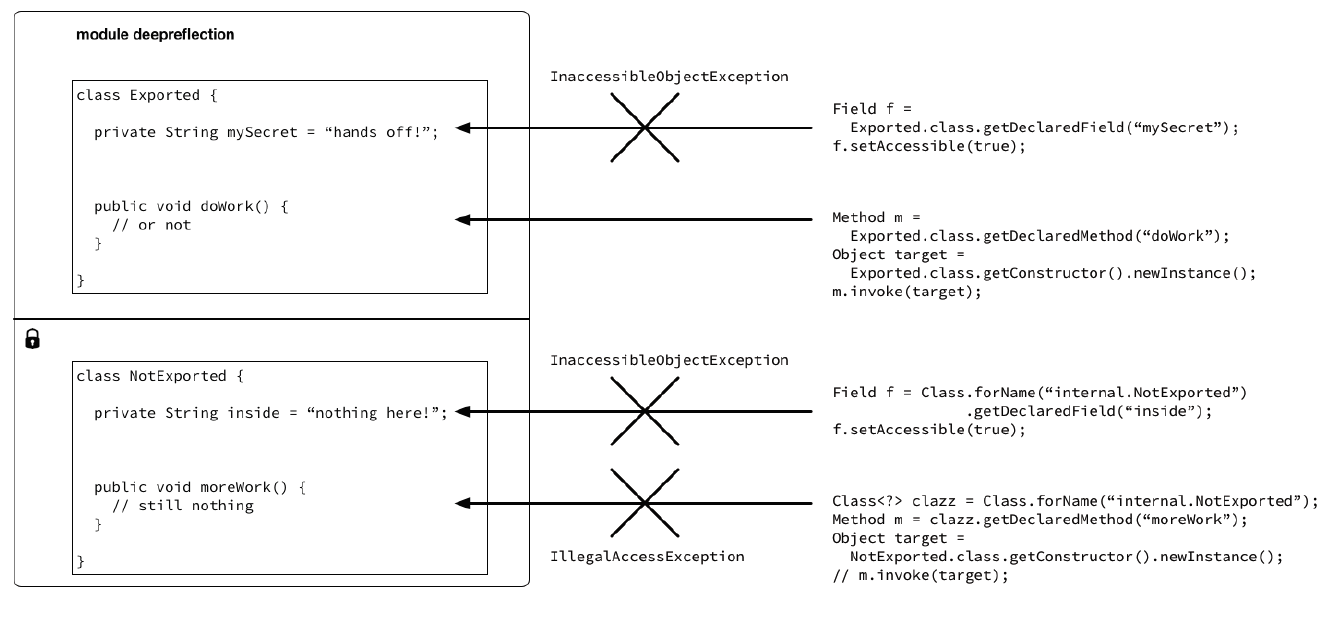 module deepreflection
class Exported {
private String mySecret = “hands off!”;
public void doWork() {
// or not
}
}
InaccessibleObjectException
Field f =
Exported.class.getDeclaredField(“mySecret”);
f.setAccessible(true);
Method m =
Exported.class.getDeclaredMethod(“doWork”);
Object target =
Exported.class.getConstructor().newInstance();
m.invoke(target);
class NotExported {
private String inside = “nothing here!”;
public void moreWork() {
// still nothing
}
}
InaccessibleObjectException
Field f = Class.forName(“internal.NotExported”)
.getDeclaredField(“inside”);
f.setAccessible(true);
IllegalAccessException
Class<?> clazz = Class.forName(“internal.NotExported”);
Method m = clazz.getDeclaredMethod(“moreWork”);
Object target =
NotExported.class.getConstructor().newInstance();
// m.invoke(target);